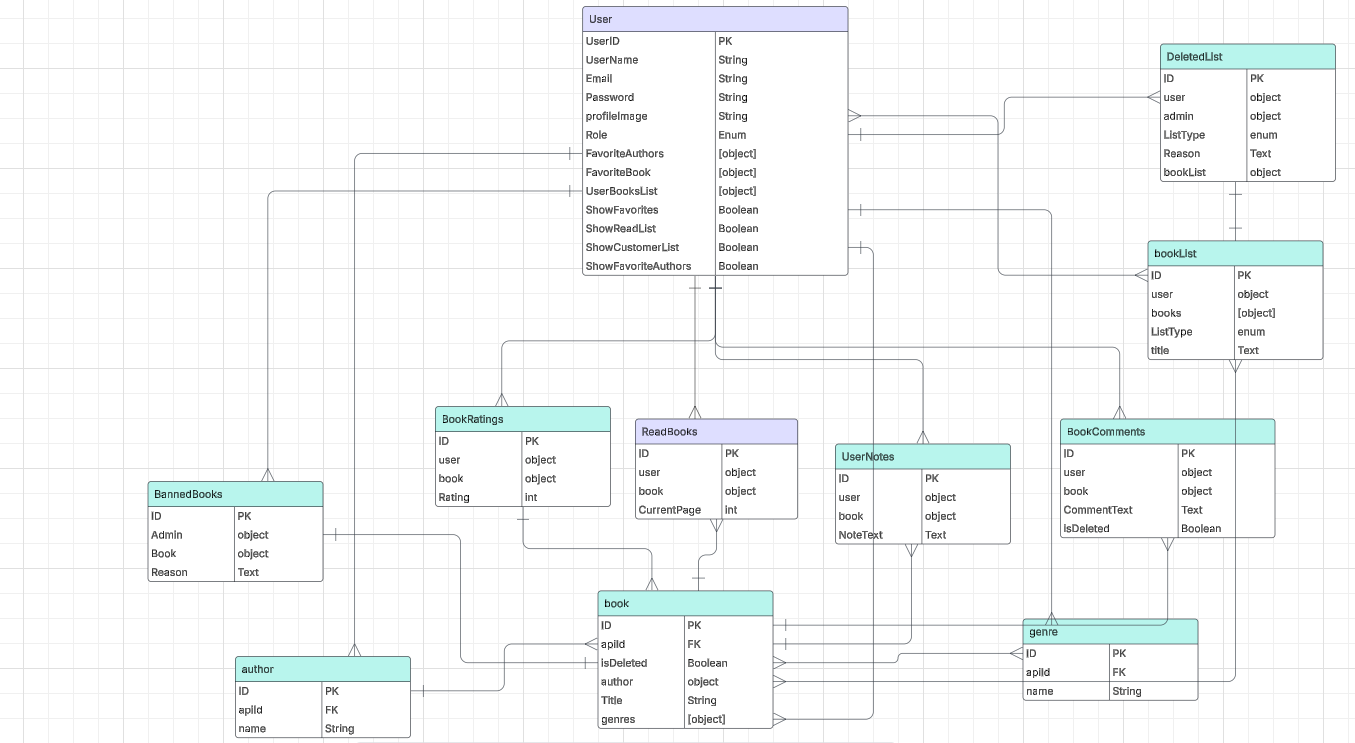 User
UserID PK
UserName String
Email String
Password String
profileImage String
Role Enum
FavoriteAuthors [object]
FavoriteBook [object]
UserBooksList [object]
ShowFavorites Boolean
ShowReadList Boolean
ShowCustomerList Boolean
ShowFavoriteAuthors Boolean
DeletedList
ID PK
user object
admin object
ListType enum
Reason Text
bookList object
bookList
ID PK
user object
books [object]
ListType enum
title Text
BookRatings
ID PK
user object
book object
Rating int
ReadBooks
ID PK
user object
book object
CurrentPage int
UserNotes
ID PK
user object
book object
NoteText Text
BookComments
ID PK
user object
book object
CommentText Text
isDeleted Boolean
BannedBooks
ID PK
Admin object
Book object
Reason Text
book
ID PK
apiId FK
isDeleted Boolean
author object
Title String
genres [object]
genre
ID PK
apiId FK
name String
author
ID PK
apiId FK
name String